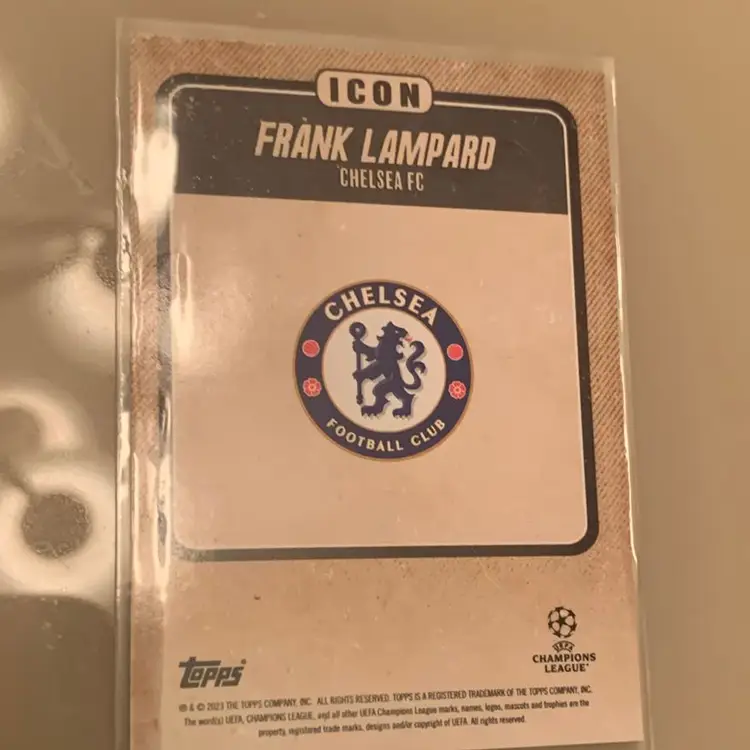 ICON
FRANK LAMPARD
CHELSEA FC
CHELSEA
FOOTBALL CLUB
UEFA
CHAMPIONS
LEAGUE
topps
® & © 2023 THE TOPPS COMPANY, INC. ALL RIGHTS RESERVED. TOPPS IS A REGISTERED TRADEMARK OF THE TOPPS COMPANY, INC.
The word(s) UEFA, CHAMPIONS LEAGUE, and all other UEFA Champions League marks, names, logos, mascots and trophies are the
property, registered trade marks, designs and/or copyright of UEFA. All rights reserved.